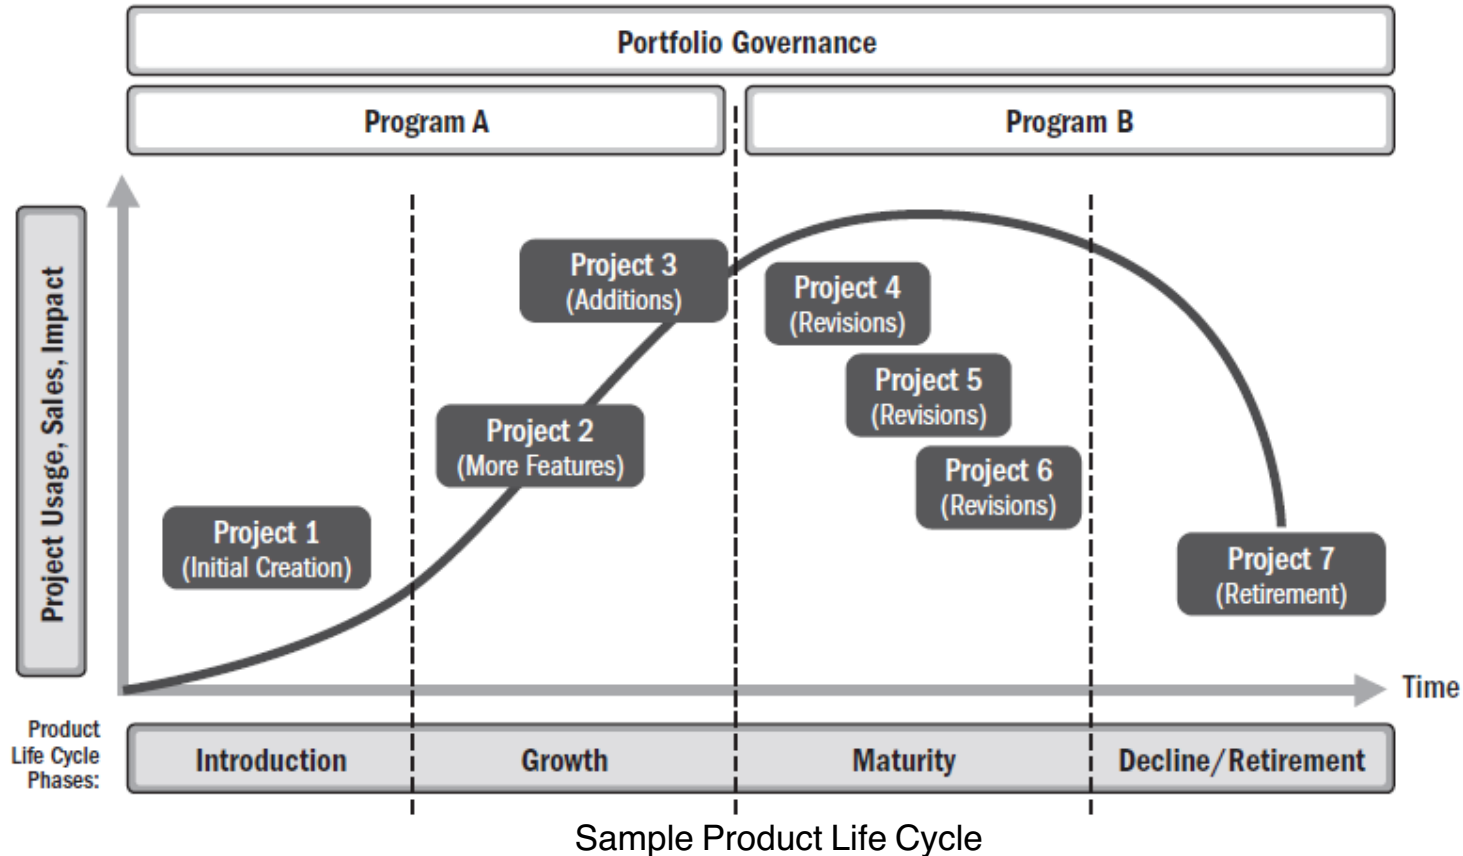 Portfolio Governance
Program A
Program B
Project Usage, Sales, Impact
Project 3
(Additions)
Project 4
(Revisions)
Project 5
(Revisions)
Project 2
(More Features)
Project 6
(Revisions)
Project 1
(Initial Creation)
Project 7
(Retirement)
Time
Product
Life Cycle
Phases:
Introduction
Growth
Maturity
Decline/Retirement
Sample Product Life Cycle